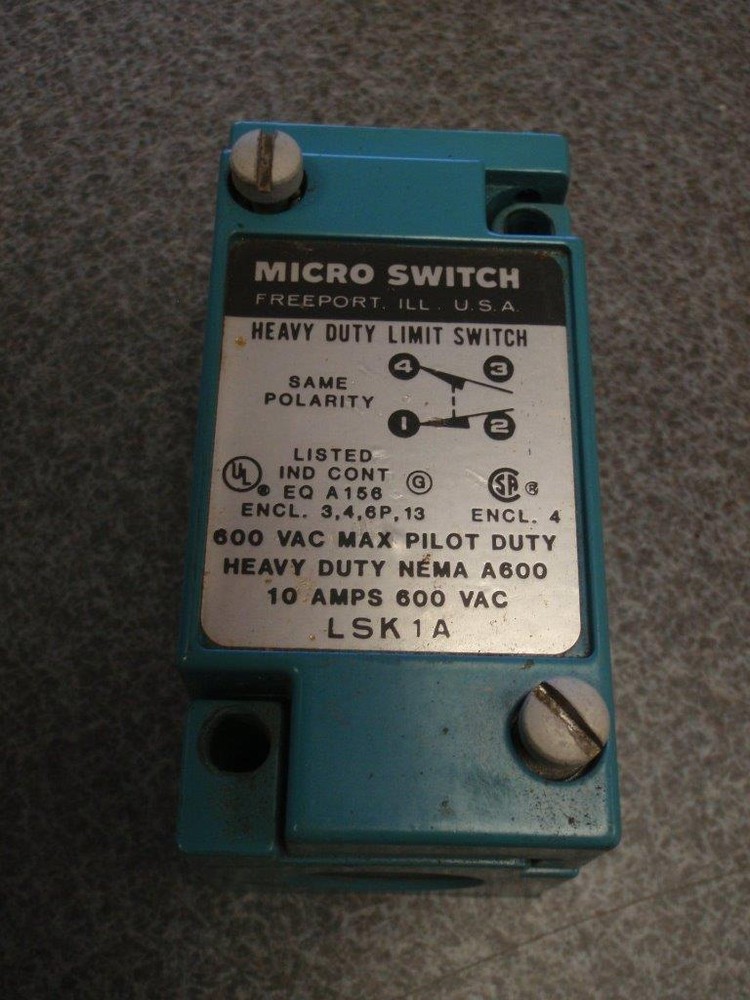 MICRO SWITCH
FREEPORT, ILL. U.S.A.
HEAVY DUTY LIMIT SWITCH
4 3
SAME
POLARITY
1 2
LISTED
IND CONT
UL ® EQ A156 G SA ®
ENCL. 3,4,6P,13 ENCL. 4
600 VAC MAX PILOT DUTY
HEAVY DUTY NEMA A600
10 AMPS 600 VAC
LSK1A